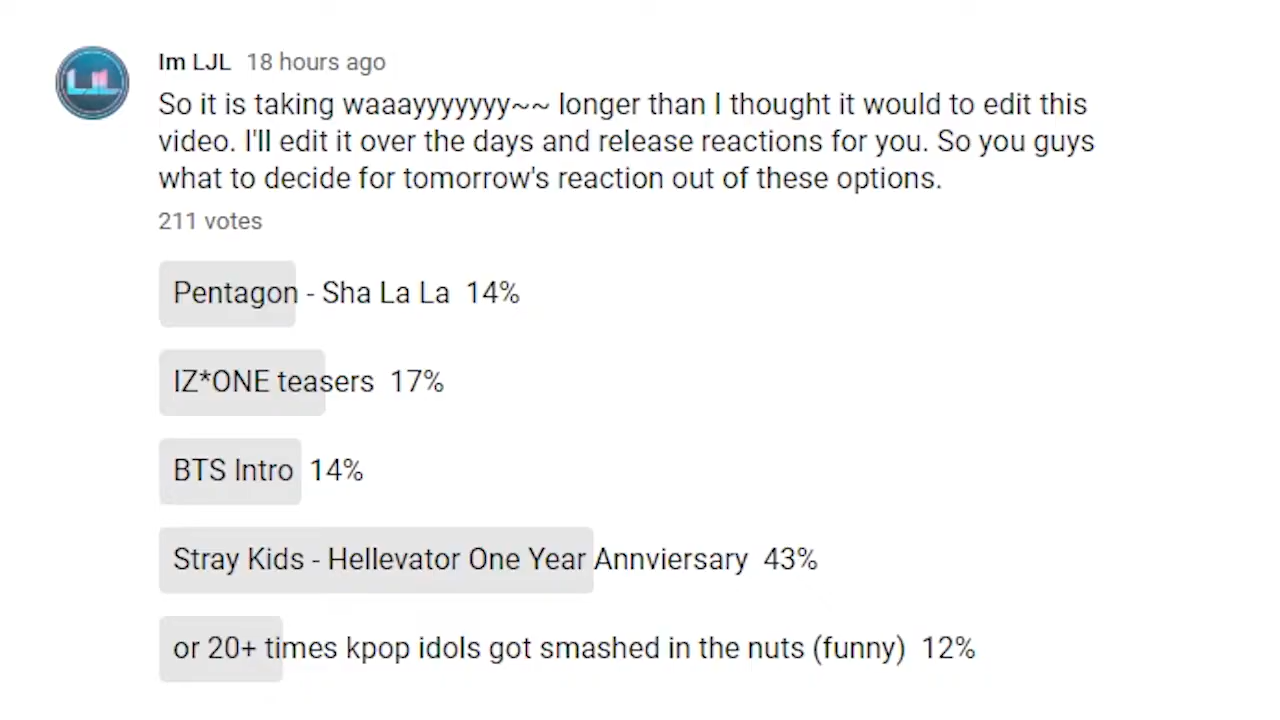 LJL
Im LJL 18 hours ago
So it is taking waaayyyyyyy~~ longer than I thought it would to edit this
video. I'll edit it over the days and release reactions for you. So you guys
what to decide for tomorrow's reaction out of these options.
211 votes
Pentagon - Sha La La 14%
IZ*ONE teasers 17%
BTS Intro 14%
Stray Kids - Hellevator One Year Annviersary 43%
or 20+ times kpop idols got smashed in the nuts (funny) 12%